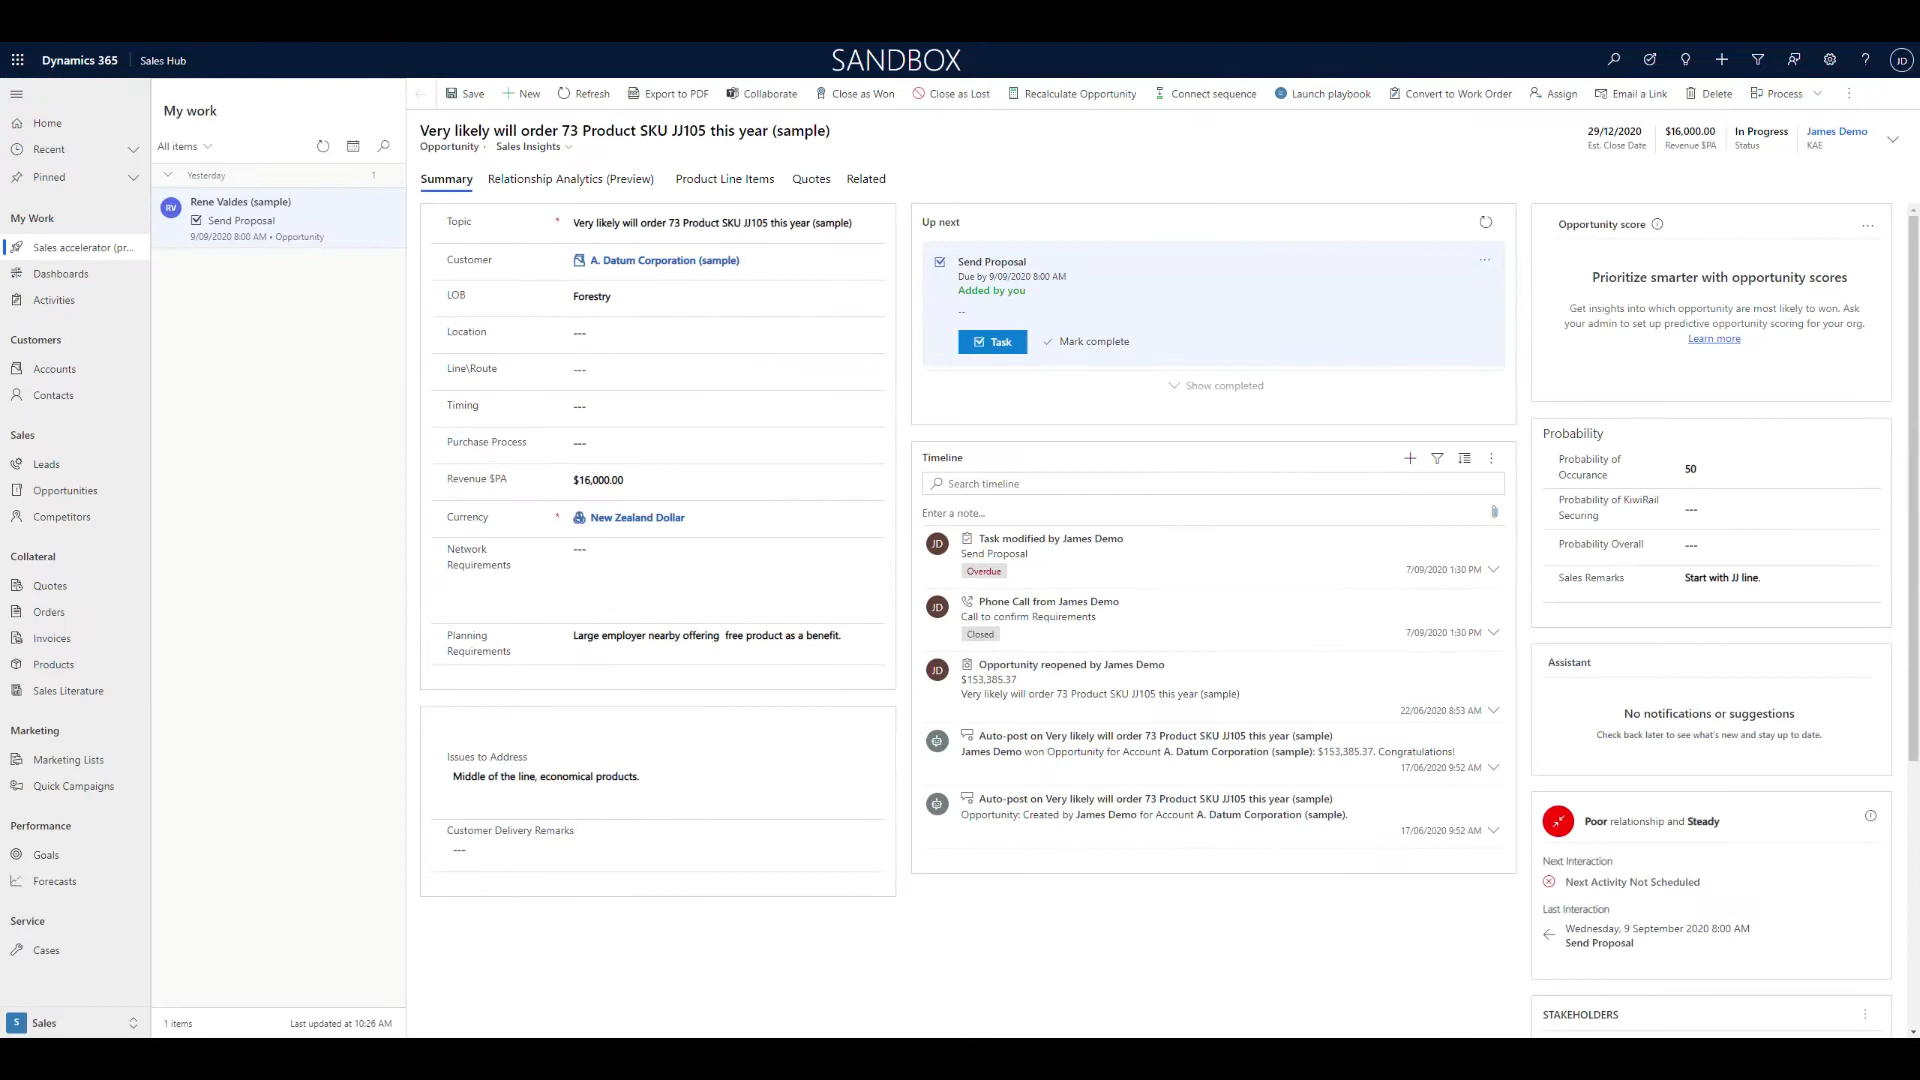 Dynamics 365
Sales Hub
SANDBOX
JD
Home
Recent
Pinned
My Work
Sales accelerator (pr...
Dashboards
Activities
Customers
Accounts
Contacts
Sales
Leads
Opportunities
Competitors
Collateral
Quotes
Orders
Invoices
Products
Sales Literature
Marketing
Marketing Lists
Quick Campaigns
Performance
Goals
Forecasts
Service
Cases
S
Sales
My work
All items
Yesterday
1
RV
Rene Valdes (sample)
Send Proposal
9/09/2020 8:00 AM • Opportunity
1 items
Last updated at 10:26 AM
Save
New
Refresh
Export to PDF
Collaborate
Close as Won
Close as Lost
Recalculate Opportunity
Connect sequence
Launch playbook
Convert to Work Order
Assign
Email a Link
Delete
Process
Very likely will order 73 Product SKU JJ105 this year (sample)
Opportunity · Sales Insights
29/12/2020
Est. Close Date
$16,000.00
Revenue $PA
In Progress
Status
James Demo
KAE
Summary
Relationship Analytics (Preview)
Product Line Items
Quotes
Related
Topic * Very likely will order 73 Product SKU JJ105 this year (sample)
Customer A. Datum Corporation (sample)
LOB Forestry
Location ---
Line\Route ---
Timing ---
Purchase Process ---
Revenue $PA $16,000.00
Currency * New Zealand Dollar
Network ---
Requirements
Planning Large employer nearby offering free product as a benefit.
Requirements
Issues to Address
Middle of the line, economical products.
Customer Delivery Remarks
---
Up next
Send Proposal
Due by 9/09/2020 8:00 AM
Added by you
--
Task
Mark complete
Show completed
Timeline
Search timeline
Enter a note...
JD
Task modified by James Demo
Send Proposal
Overdue
7/09/2020 1:30 PM
JD
Phone Call from James Demo
Call to confirm Requirements
Closed
7/09/2020 1:30 PM
JD
Opportunity reopened by James Demo
$153,385.37
Very likely will order 73 Product SKU JJ105 this year (sample)
22/06/2020 8:53 AM
Auto-post on Very likely will order 73 Product SKU JJ105 this year (sample)
James Demo won Opportunity for Account A. Datum Corporation (sample): $153,385.37. Congratulations!
17/06/2020 9:52 AM
Auto-post on Very likely will order 73 Product SKU JJ105 this year (sample)
Opportunity: Created by James Demo for Account A. Datum Corporation (sample).
17/06/2020 9:52 AM
Opportunity score
Prioritize smarter with opportunity scores
Get insights into which opportunity are most likely to won. Ask
your admin to set up predictive opportunity scoring for your org.
Learn more
Probability
Probability of
Occurance
50
Probability of KiwiRail
Securing
---
Probability Overall ---
Sales Remarks Start with JJ line.
Assistant
No notifications or suggestions
Check back later to see what's new and stay up to date.
Poor relationship and Steady
Next Interaction
Next Activity Not Scheduled
Last Interaction
Wednesday, 9 September 2020 8:00 AM
Send Proposal
STAKEHOLDERS